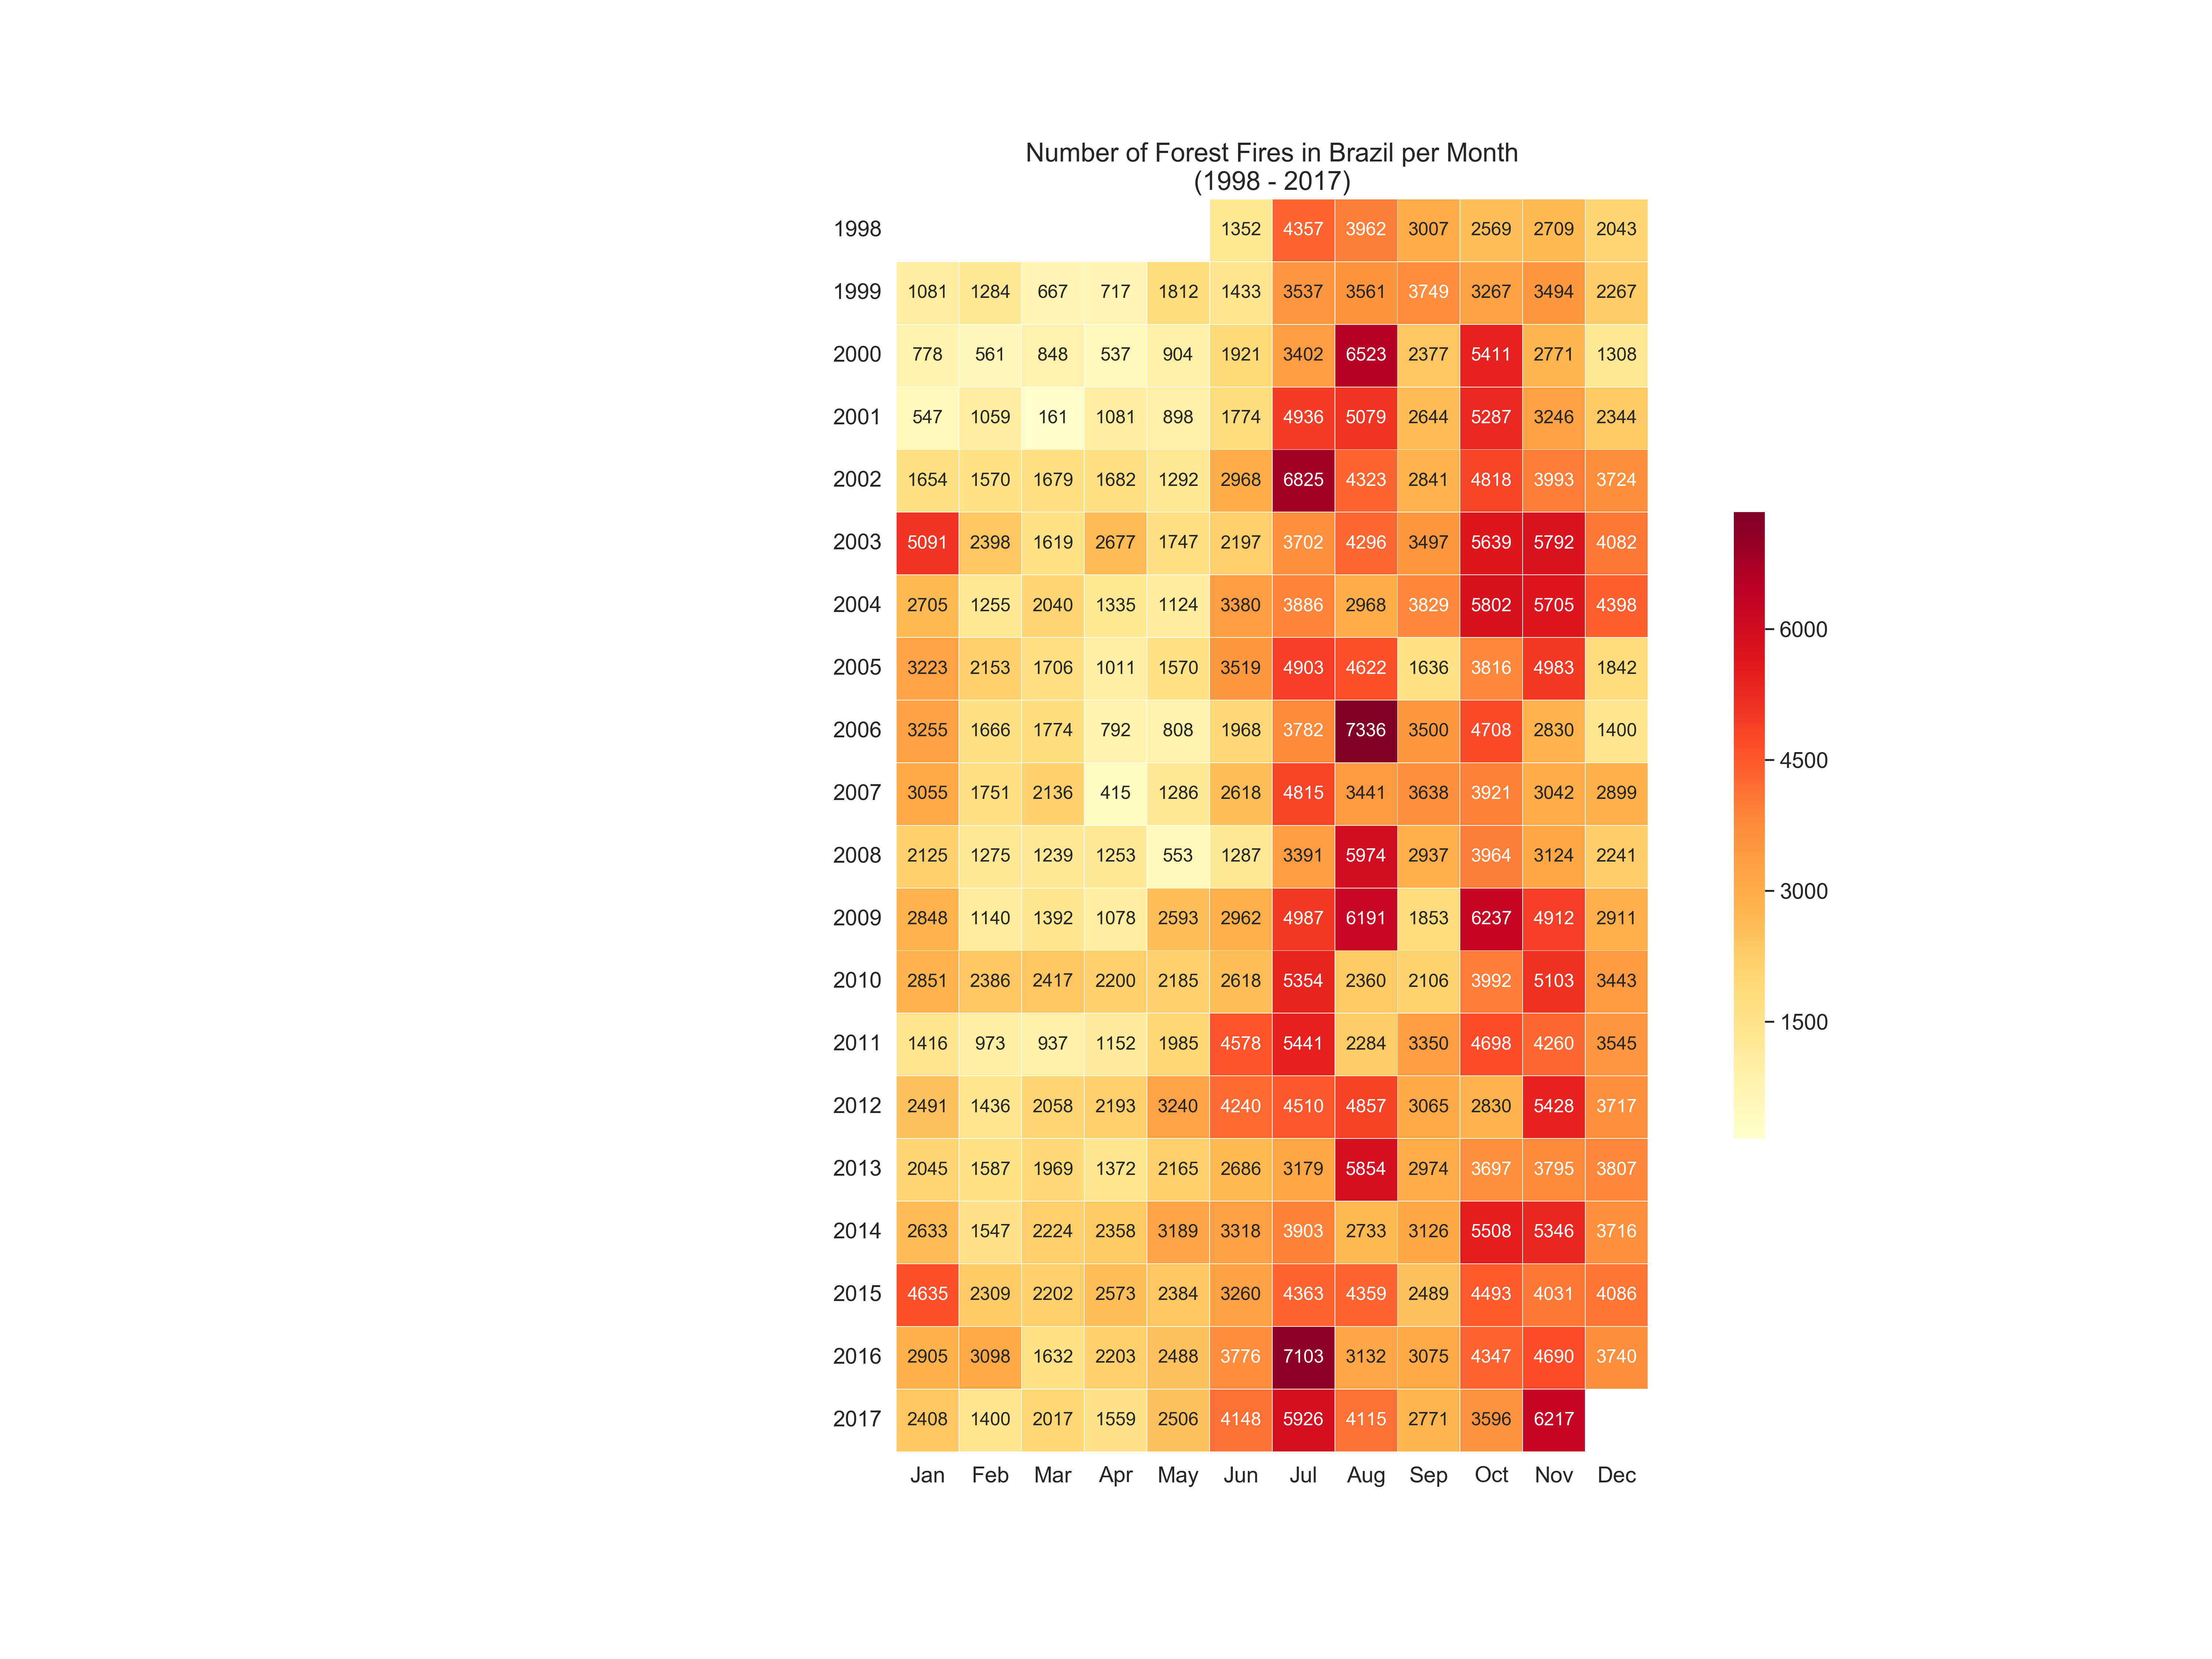 Number of Forest Fires in Brazil per Month
(1998 - 2017)
1998 1352 4357 3962 3007 2569 2709 2043
1999 1081 1284 667 717 1812 1433 3537 3561 3749 3267 3494 2267
2000 778 561 848 537 904 1921 3402 6523 2377 5411 2771 1308
2001 547 1059 161 1081 898 1774 4936 5079 2644 5287 3246 2344
2002 1654 1570 1679 1682 1292 2968 6825 4323 2841 4818 3993 3724
2003 5091 2398 1619 2677 1747 2197 3702 4296 3497 5639 5792 4082
2004 2705 1255 2040 1335 1124 3380 3886 2968 3829 5802 5705 4398
2005 3223 2153 1706 1011 1570 3519 4903 4622 1636 3816 4983 1842
2006 3255 1666 1774 792 808 1968 3782 7336 3500 4708 2830 1400
2007 3055 1751 2136 415 1286 2618 4815 3441 3638 3921 3042 2899
2008 2125 1275 1239 1253 553 1287 3391 5974 2937 3964 3124 2241
2009 2848 1140 1392 1078 2593 2962 4987 6191 1853 6237 4912 2911
2010 2851 2386 2417 2200 2185 2618 5354 2360 2106 3992 5103 3443
2011 1416 973 937 1152 1985 4578 5441 2284 3350 4698 4260 3545
2012 2491 1436 2058 2193 3240 4240 4510 4857 3065 2830 5428 3717
2013 2045 1587 1969 1372 2165 2686 3179 5854 2974 3697 3795 3807
2014 2633 1547 2224 2358 3189 3318 3903 2733 3126 5508 5346 3716
2015 4635 2309 2202 2573 2384 3260 4363 4359 2489 4493 4031 4086
2016 2905 3098 1632 2203 2488 3776 7103 3132 3075 4347 4690 3740
2017 2408 1400 2017 1559 2506 4148 5926 4115 2771 3596 6217
Jan Feb Mar Apr May Jun Jul Aug Sep Oct Nov Dec
6000
4500
3000
1500